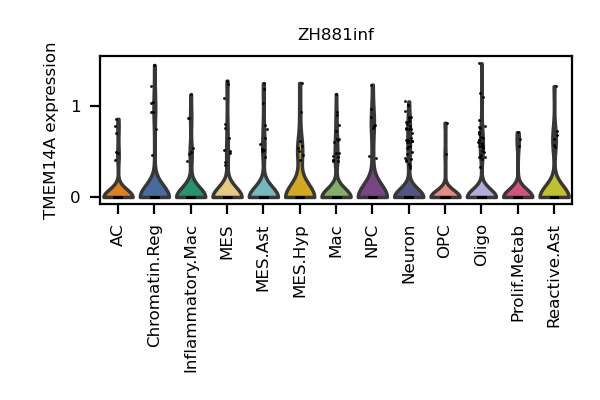 ZH881inf
TMEM14A expression
1
0
AC
Chromatin.Reg
Inflammatory.Mac
MES
MES.Ast
MES.Hyp
Mac
NPC
Neuron
OPC
Oligo
Prolif.Metab
Reactive.Ast